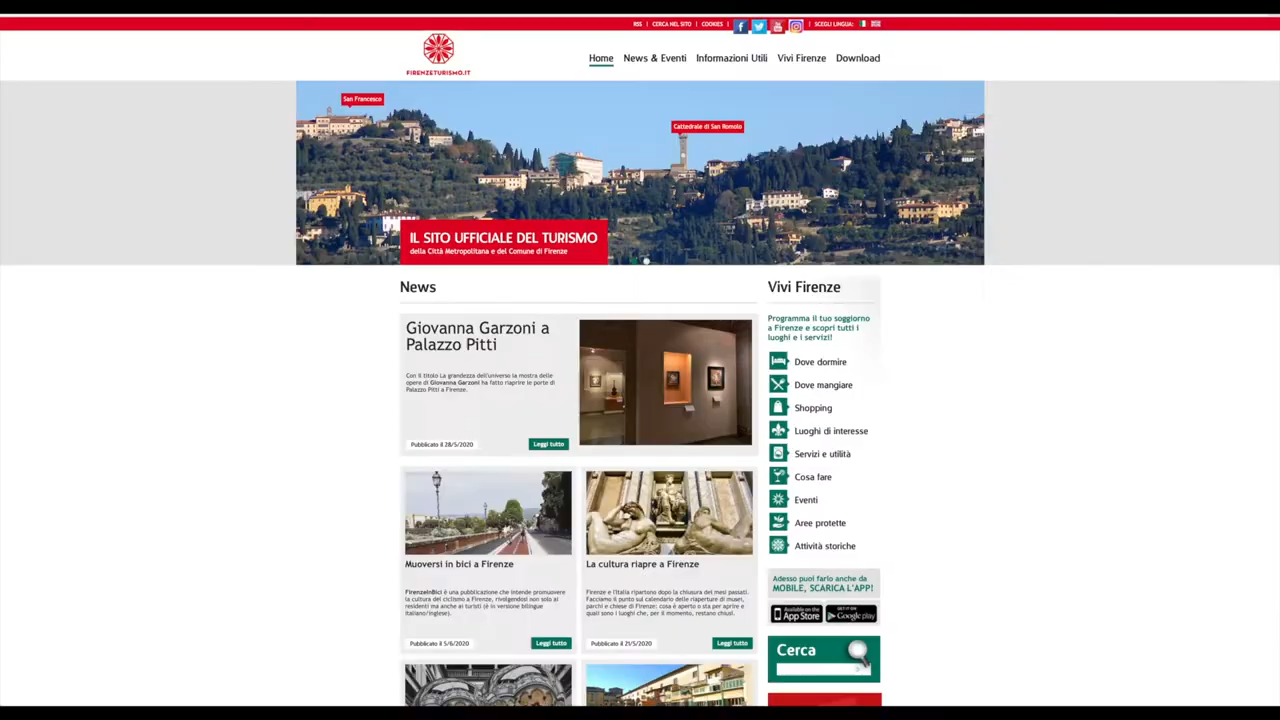 RSS | CERCA NEL SITO | COOKIES | SCEGLI LINGUA:
FIRENZETURISMO.IT
Home News & Eventi Informazioni Utili Vivi Firenze Download
San Francesco
Cattedrale di San Romolo
IL SITO UFFICIALE DEL TURISMO
della Città Metropolitana e del Comune di Firenze
News
Giovanna Garzoni a
Palazzo Pitti
Con il titolo La grandezza dell'universo la mostra delle
opere di Giovanna Garzoni ha fatto riaprire le porte di
Palazzo Pitti a Firenze.
Pubblicato il 28/5/2020
Leggi tutto
Muoversi in bici a Firenze
FirenzeinBici è una pubblicazione che intende promuovere
la cultura del ciclismo a Firenze, rivolgendosi non solo ai
residenti ma anche ai turisti (è in versione bilingue
italiano/inglese).
Pubblicato il 5/6/2020
Leggi tutto
La cultura riapre a Firenze
Firenze e l'Italia ripartono dopo la chiusura dei mesi passati.
Facciamo il punto sul calendario delle riaperture di musei,
parchi e chiese di Firenze: cosa è aperto o sta per aprire e
quali sono i luoghi che, per il momento, restano chiusi.
Pubblicato il 21/5/2020
Leggi tutto
Vivi Firenze
Programma il tuo soggiorno
a Firenze e scopri tutti i
luoghi e i servizi!
Dove dormire
Dove mangiare
Shopping
Luoghi di interesse
Servizi e utilità
Cosa fare
Eventi
Aree protette
Attività storiche
Adesso puoi farlo anche da
MOBILE, SCARICA L'APP!
Available on the
App Store
GET IT ON
Google play
Cerca